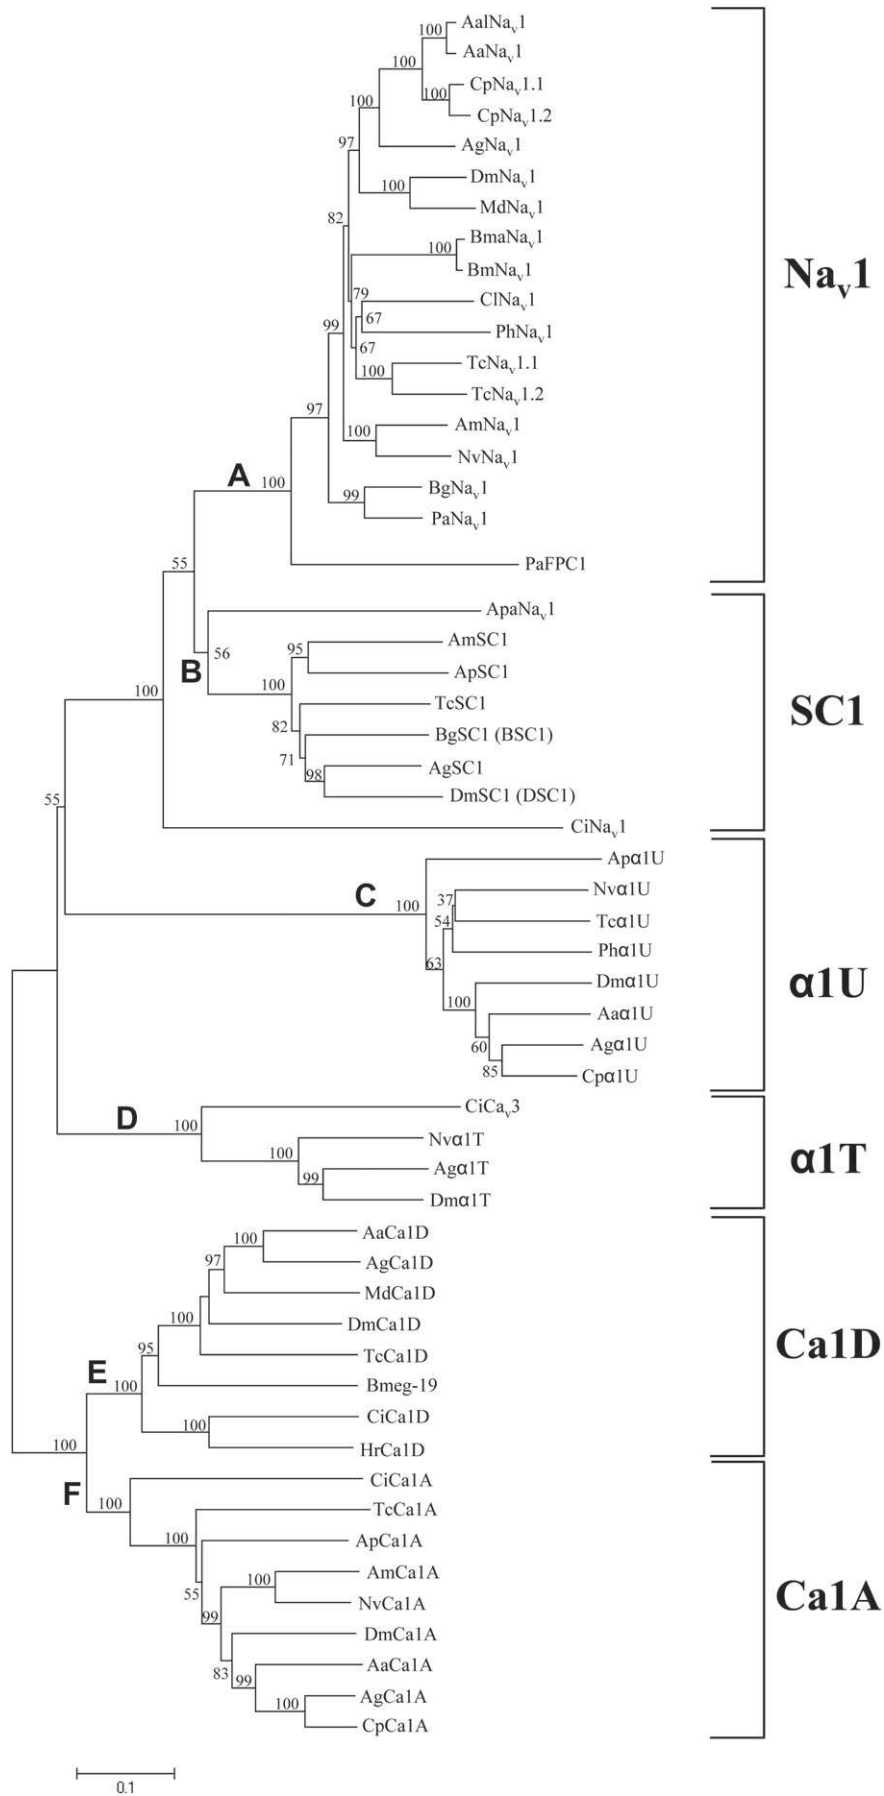 AalNav1
100
AaNav1
100
CpNav1.1
100
CpNav1.2
100
AgNav1
97
DmNav1
100
MdNav1
82
BmaNav1
100
BmNav1
Nav1
79
ClNav1
67
PhNav1
99
67
TcNav1.1
100
TcNav1.2
97
AmNav1
100
NvNav1
A
100
BgNav1
99
PaNav1
55
PaFPC1
ApaNav1
B
56
95
AmSC1
100
ApSC1
100
TcSC1
SC1
82
BgSC1 (BSC1)
71
AgSC1
98
DmSC1 (DSC1)
55
CiNav1
Apα1U
C
100
37
Nvα1U
54
Tcα1U
Phα1U
63
Dmα1U
α1U
100
Aaα1U
60
Agα1U
85
Cpα1U
CiCav3
D
100
Nvα1T
100
Agα1T
α1T
99
Dmα1T
AaCa1D
100
AgCa1D
97
MdCa1D
100
DmCa1D
Ca1D
95
TcCa1D
E
100
Bmeg-19
CiCa1D
100
100
HrCa1D
F
CiCa1A
100
TcCa1A
100
ApCa1A
AmCa1A
100
55
NvCa1A
Ca1A
99
DmCa1A
83
AaCa1A
99
AgCa1A
100
CpCa1A
0.1